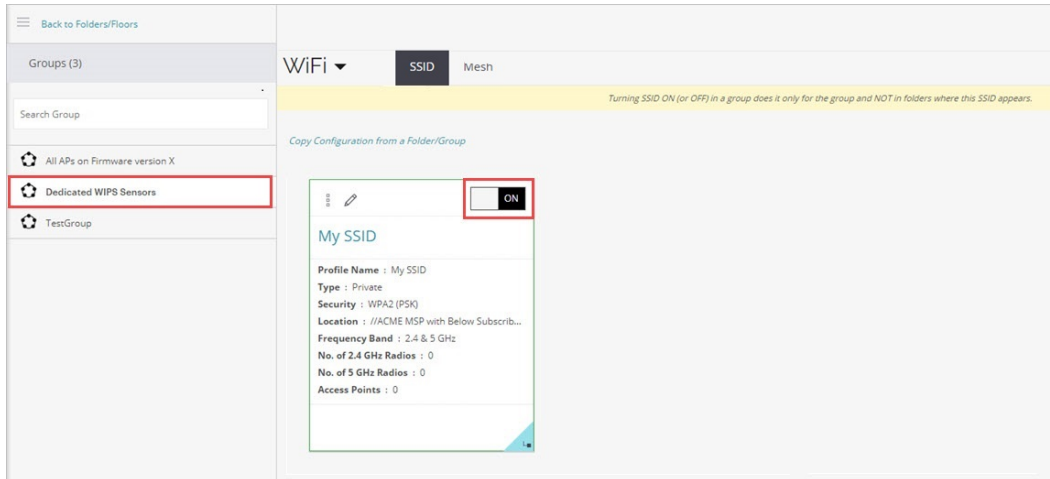 Back to Folders/Floors
Groups (3)
Search Group
All APs on Firmware version X
Dedicated WIPS Sensors
TestGroup
WiFi
SSID
Mesh
Turning SSID ON (or OFF) in a group does it only for the group and NOT in folders where this SSID appears.
Copy Configuration from a Folder/Group
ON
My SSID
Profile Name : My SSID
Type : Private
Security : WPA2 (PSK)
Location : //ACME MSP with Below Subscrib...
Frequency Band : 2.4 & 5 GHz
No. of 2.4 GHz Radios : 0
No. of 5 GHz Radios : 0
Access Points : 0